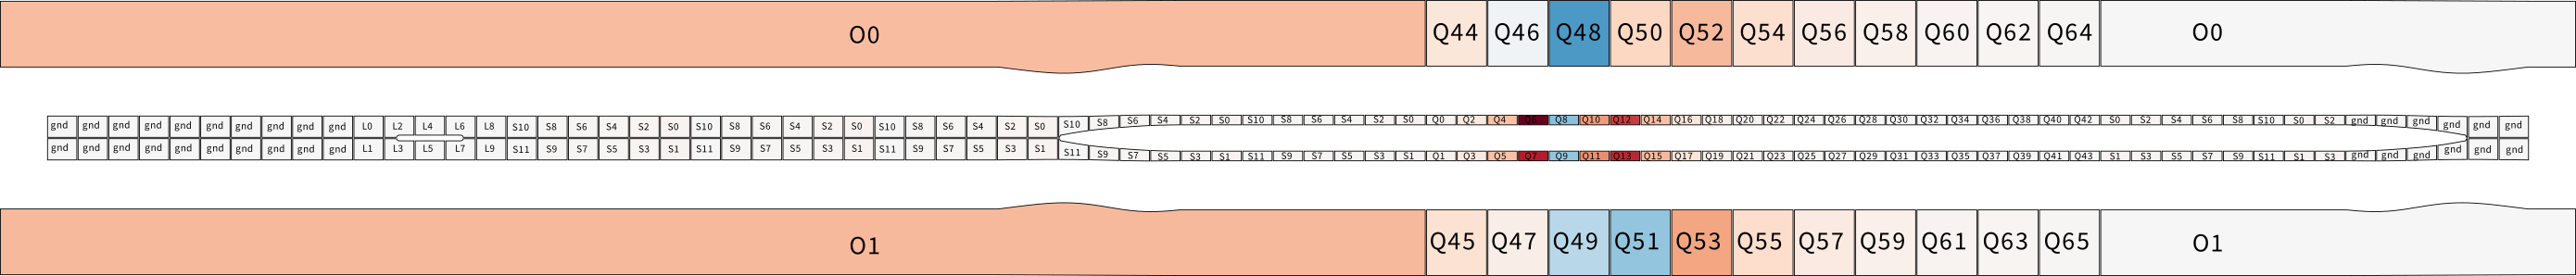 O0 Q44 Q46 Q48 Q50 Q52 Q54 Q56 Q58 Q60 Q62 Q64 O0
gnd gnd gnd gnd gnd gnd gnd gnd gnd gnd L0 L2 L4 L6 L8 S10 S8 S6 S4 S2 S0 S10 S8 S6 S4 S2 S0 S10 S8 S6 S4 S2 S0 S10 S8 S6 S4 S2 S0 S10 S8 S6 S4 S2 S0 Q0 Q2 Q4 Q6 Q8 Q10 Q12 Q14 Q16 Q18 Q20 Q22 Q24 Q26 Q28 Q30 Q32 Q34 Q36 Q38 Q40 Q42 S0 S2 S4 S6 S8 S10 S0 S2 gnd gnd gnd gnd gnd gnd
gnd gnd gnd gnd gnd gnd gnd gnd gnd gnd L1 L3 L5 L7 L9 S11 S9 S7 S5 S3 S1 S11 S9 S7 S5 S3 S1 S11 S9 S7 S5 S3 S1 S11 S9 S7 S5 S3 S1 S11 S9 S7 S5 S3 S1 Q1 Q3 Q5 Q7 Q9 Q11 Q13 Q15 Q17 Q19 Q21 Q23 Q25 Q27 Q29 Q31 Q33 Q35 Q37 Q39 Q41 Q43 S1 S3 S5 S7 S9 S11 S1 S3 gnd gnd gnd gnd gnd gnd
O1 Q45 Q47 Q49 Q51 Q53 Q55 Q57 Q59 Q61 Q63 Q65 O1